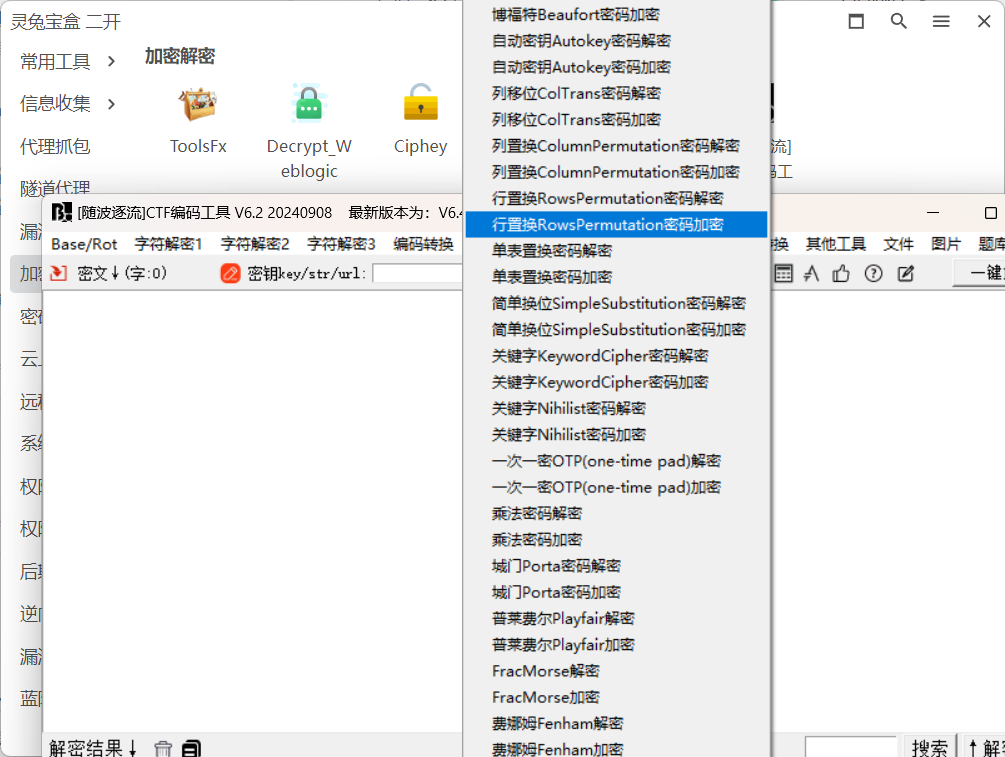 灵兔宝盒 二开
常用工具
信息收集
代理抓包
隧道代理
加密解密
ToolsFx
Decrypt_W
eblogic
Ciphey
[随波逐流]CTF编码工具 V6.2 20240908 最新版本为：V6.4
Base/Rot 字符解密1 字符解密2 字符解密3 编码转换
其他工具 文件 图片 题库
密文↓(字:0) 密钥key/str/url:
一键
博福特Beaufort密码加密
自动密钥Autokey密码解密
自动密钥Autokey密码加密
列移位ColTrans密码解密
列移位ColTrans密码加密
列置换ColumnPermutation密码解密
列置换ColumnPermutation密码加密
行置换RowsPermutation密码解密
行置换RowsPermutation密码加密
单表置换密码解密
单表置换密码加密
简单换位SimpleSubstitution密码解密
简单换位SimpleSubstitution密码加密
关键字KeywordCipher密码解密
关键字KeywordCipher密码加密
关键字Nihilist密码解密
关键字Nihilist密码加密
一次一密OTP(one-time pad)解密
一次一密OTP(one-time pad)加密
乘法密码解密
乘法密码加密
城门Porta密码解密
城门Porta密码加密
普莱费尔Playfair解密
普莱费尔Playfair加密
FracMorse解密
FracMorse加密
费娜姆Fenham解密
费娜姆Fenham加密
解密结果↓
搜索
↑解密